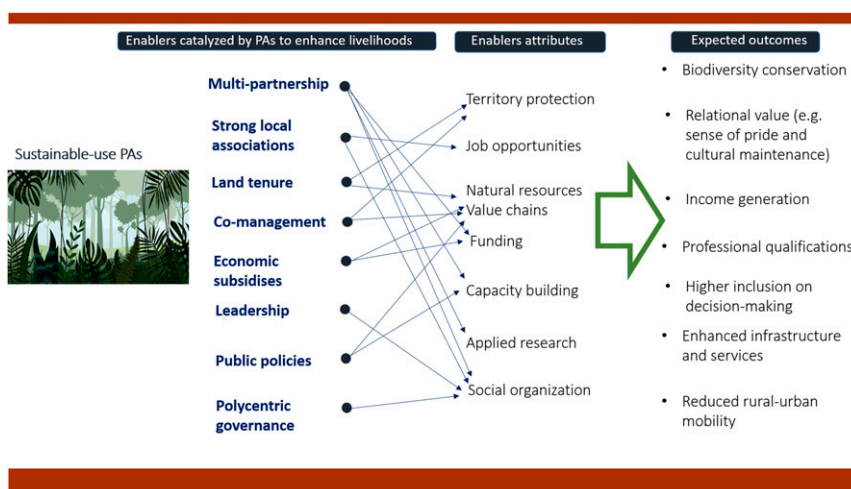 Enablers catalyzed by PAs to enhance livelihoods
Enablers attributes
Expected outcomes
Sustainable-use PAs
Multi-partnership
Strong local
associations
Land tenure
Co-management
Economic
subsidises
Leadership
Public policies
Polycentric
governance
Territory protection
Job opportunities
Natural resources
Value chains
Funding
Capacity building
Applied research
Social organization
• Biodiversity conservation
• Relational value (e.g.
sense of pride and
cultural maintenance)
• Income generation
• Professional qualifications
• Higher inclusion on
decision-making
• Enhanced infrastructure
and services
• Reduced rural-urban
mobility